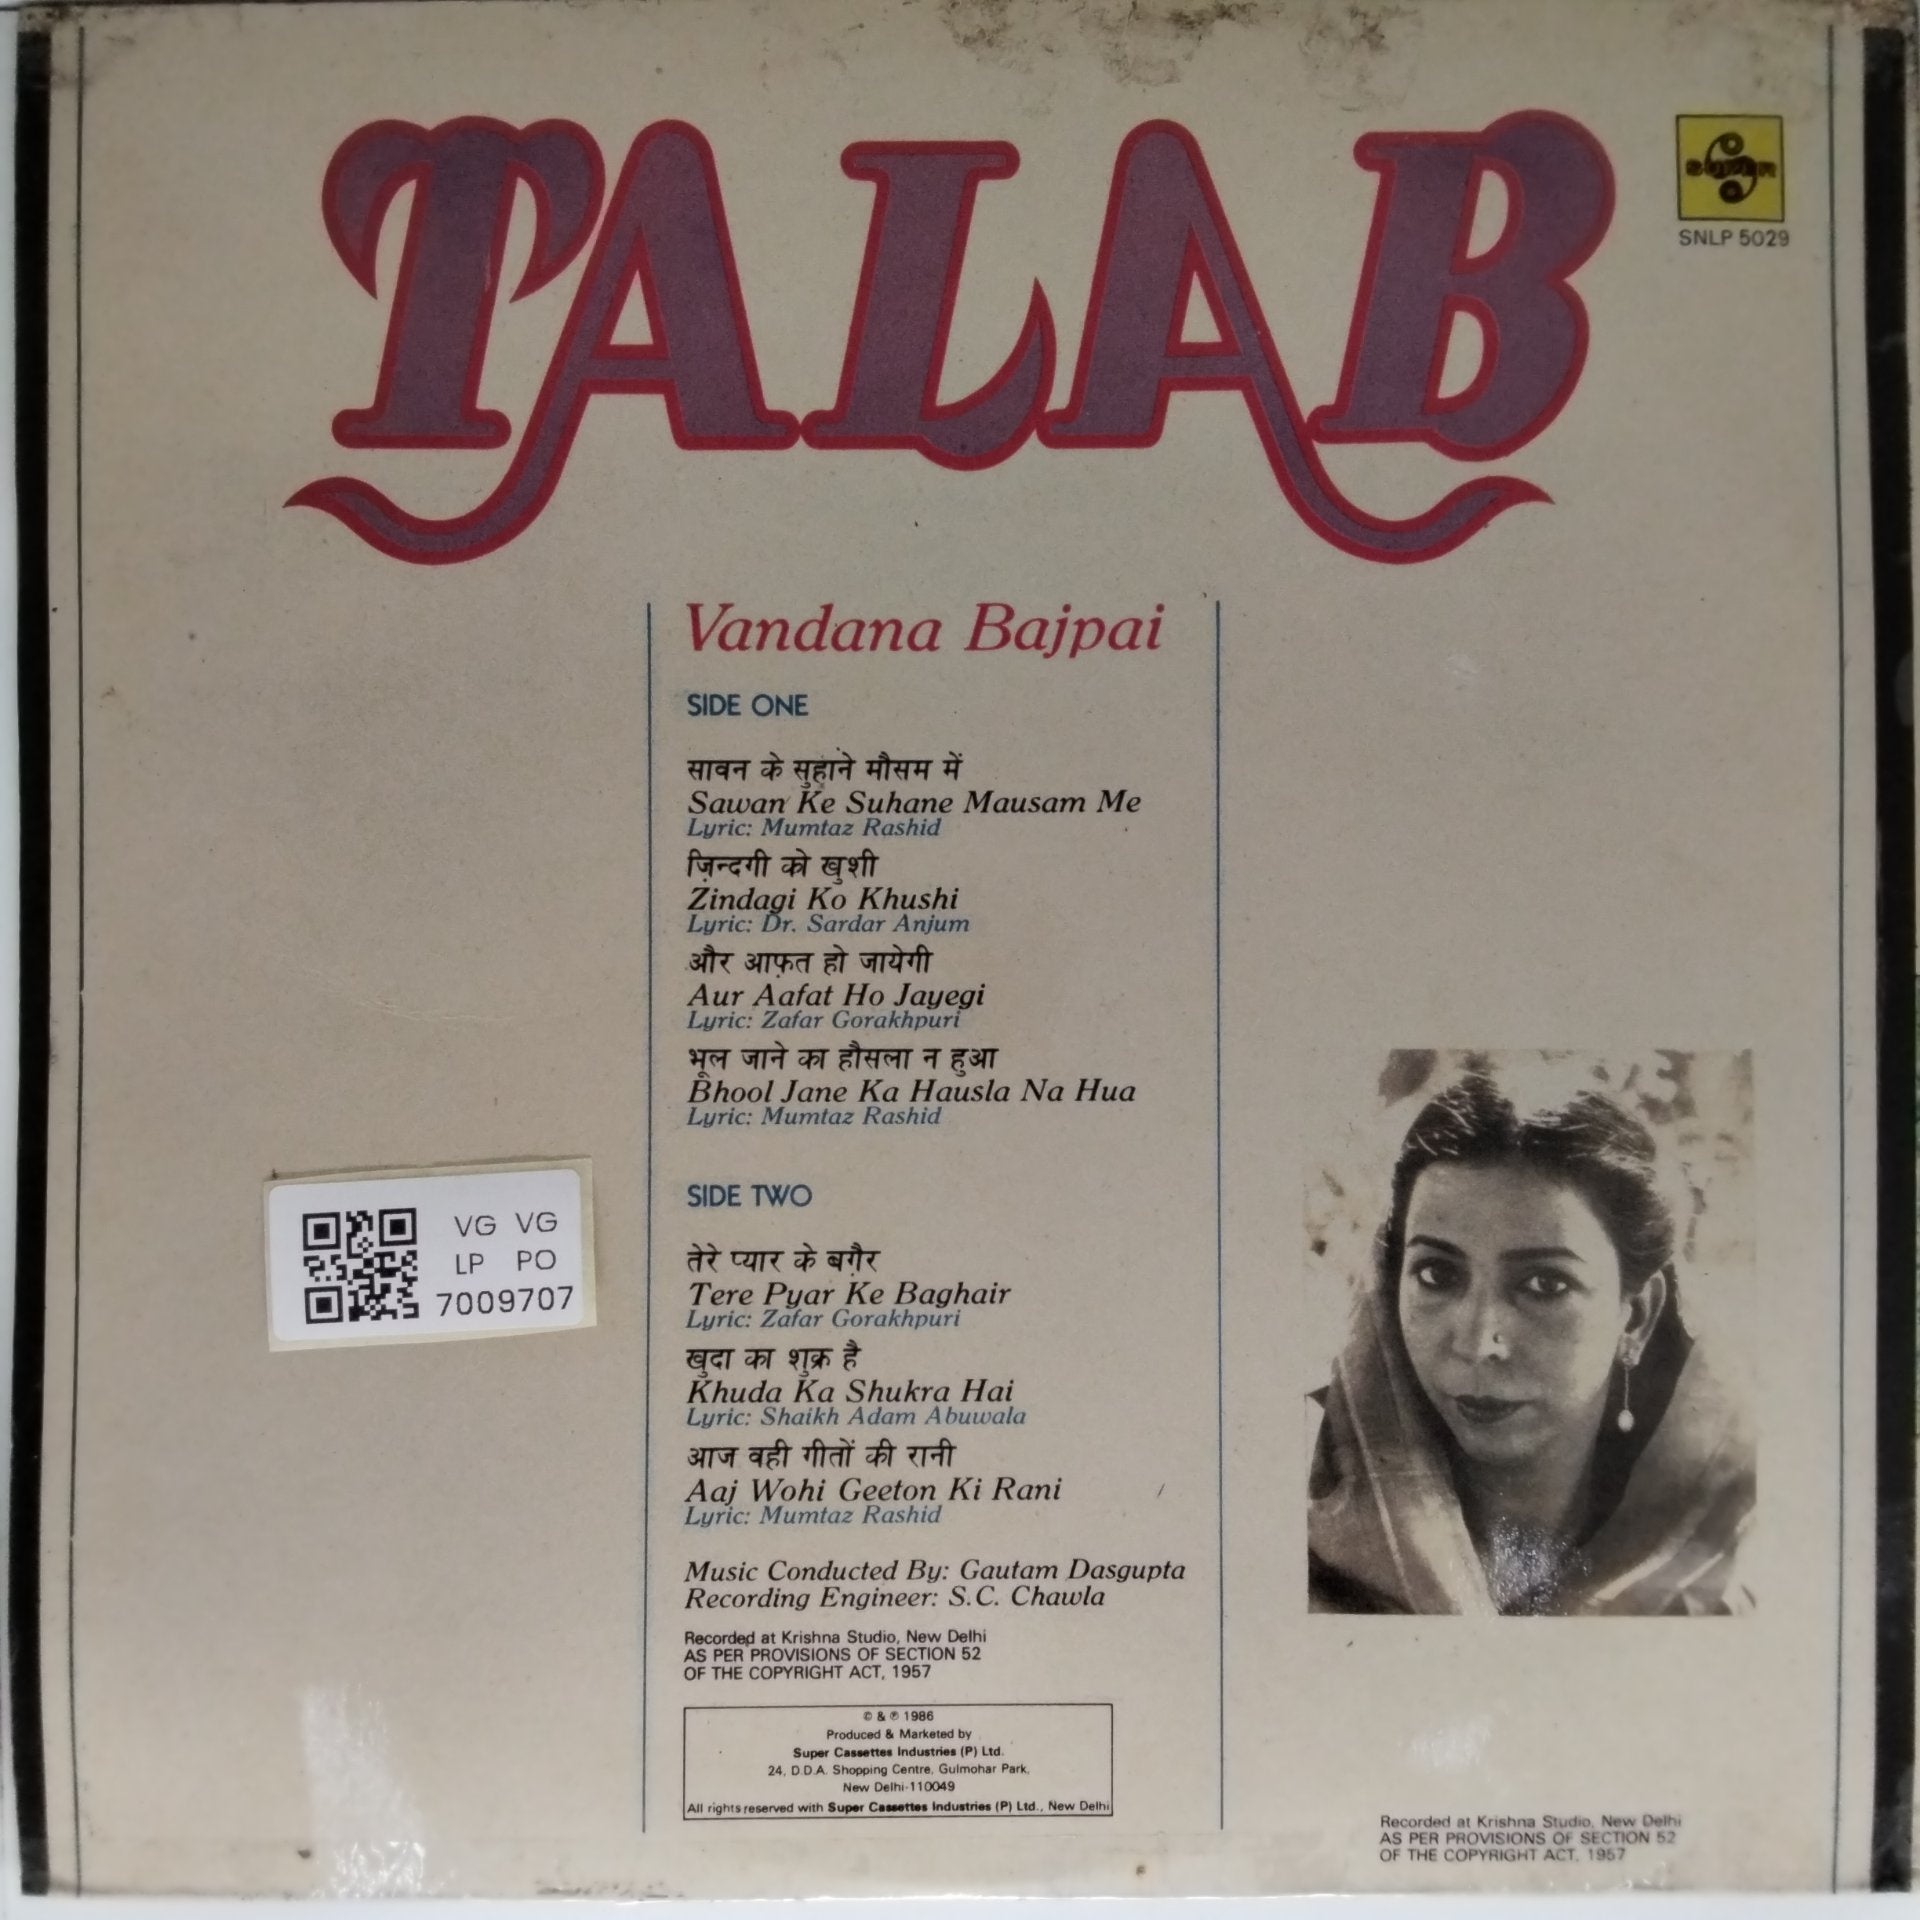 TALAB
SUPER
SNLP 5029
Vandana Bajpai
SIDE ONE
सावन के सुहाने मौसम में
Sawan Ke Suhane Mausam Me
Lyric: Mumtaz Rashid
ज़िन्दगी को खुशी
Zindagi Ko Khushi
Lyric: Dr. Sardar Anjum
और आफ़त हो जायेगी
Aur Aafat Ho Jayegi
Lyric: Zafar Gorakhpuri
भूल जाने का हौसला न हुआ
Bhool Jane Ka Hausla Na Hua
Lyric: Mumtaz Rashid
SIDE TWO
तेरे प्यार के बग़ैर
Tere Pyar Ke Baghair
Lyric: Zafar Gorakhpuri
खुदा का शुक्र है
Khuda Ka Shukra Hai
Lyric: Shaikh Adam Abuwala
आज वही गीतों की रानी
Aaj Wohi Geeton Ki Rani
Lyric: Mumtaz Rashid
Music Conducted By: Gautam Dasgupta
Recording Engineer: S.C. Chawla
Recorded at Krishna Studio, New Delhi
AS PER PROVISIONS OF SECTION 52
OF THE COPYRIGHT ACT, 1957
© & ℗ 1986
Produced & Marketed by
Super Cassettes Industries (P) Ltd.
24, D.D.A. Shopping Centre, Gulmohar Park,
New Delhi-110049
All rights reserved with Super Cassettes Industries (P) Ltd., New Delhi
VG VG
LP PO
7009707
Recorded at Krishna Studio, New Delhi
AS PER PROVISIONS OF SECTION 52
OF THE COPYRIGHT ACT, 1957